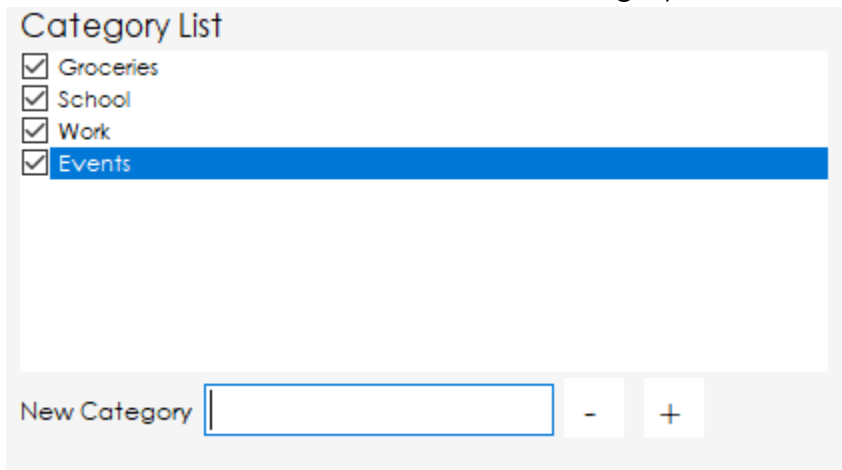 Category List
Groceries
School
Work
Events
New Category - +